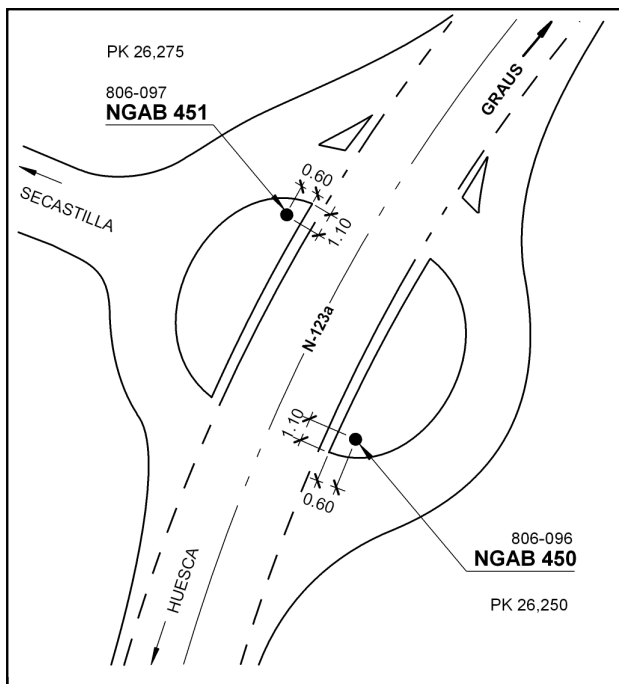 PK 26,275
806-097
NGAB 451
GRAUS
0.60
1.10
SECASTILLA
N-123a
1.10
0.60
HUESCA
806-096
NGAB 450
PK 26,250